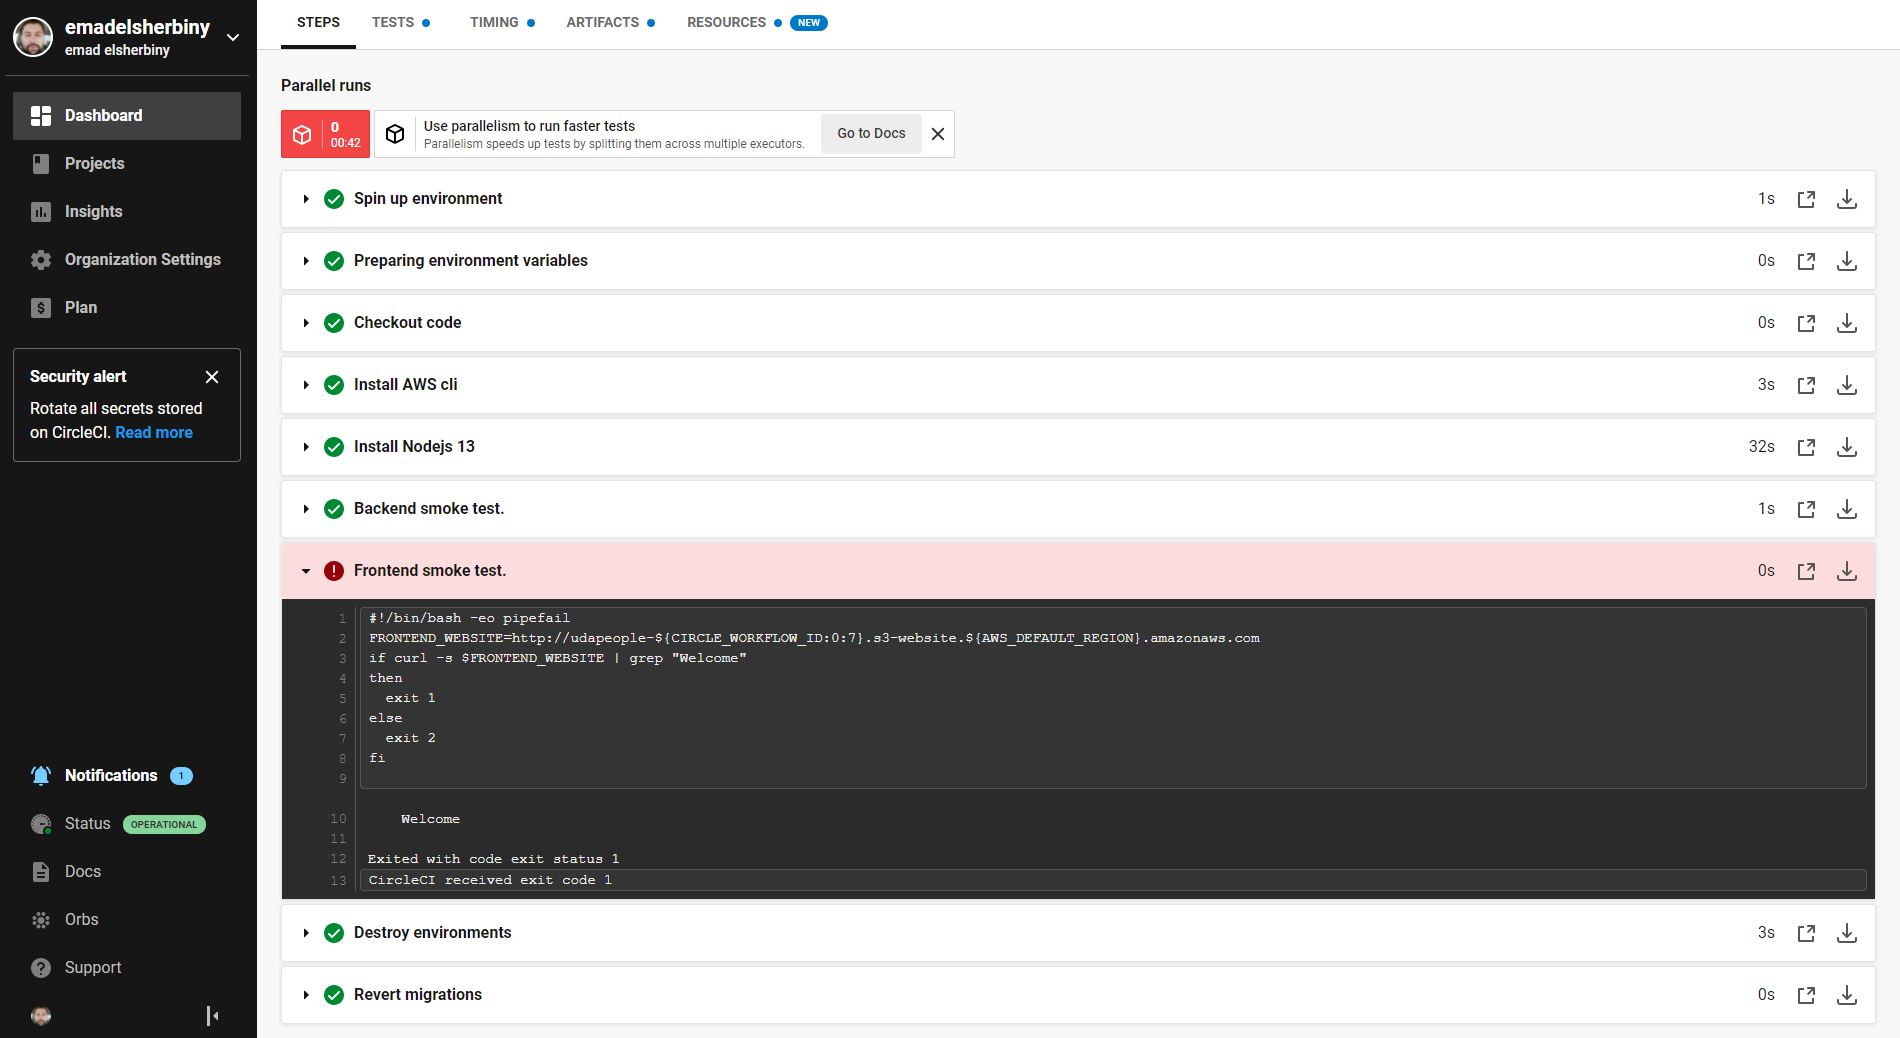 emadelsherbiny
emad elsherbiny
Dashboard
Projects
Insights
Organization Settings
Plan
Security alert
Rotate all secrets stored
on CircleCI. Read more
Notifications 1
Status OPERATIONAL
Docs
Orbs
Support
STEPS TESTS TIMING ARTIFACTS RESOURCES NEW
Parallel runs
0
00:42
Use parallelism to run faster tests
Parallelism speeds up tests by splitting them across multiple executors.
Go to Docs
Spin up environment 1s
Preparing environment variables 0s
Checkout code 0s
Install AWS cli 3s
Install Nodejs 13 32s
Backend smoke test. 1s
Frontend smoke test. 0s
1 #!/bin/bash -eo pipefail
2 FRONTEND_WEBSITE=http://udapeople-${CIRCLE_WORKFLOW_ID:0:7}.s3-website.${AWS_DEFAULT_REGION}.amazonaws.com
3 if curl -s $FRONTEND_WEBSITE | grep "Welcome"
4 then
5   exit 1
6 else
7   exit 2
8 fi
9
10     Welcome
11
12 Exited with code exit status 1
13 CircleCI received exit code 1
Destroy environments 3s
Revert migrations 0s